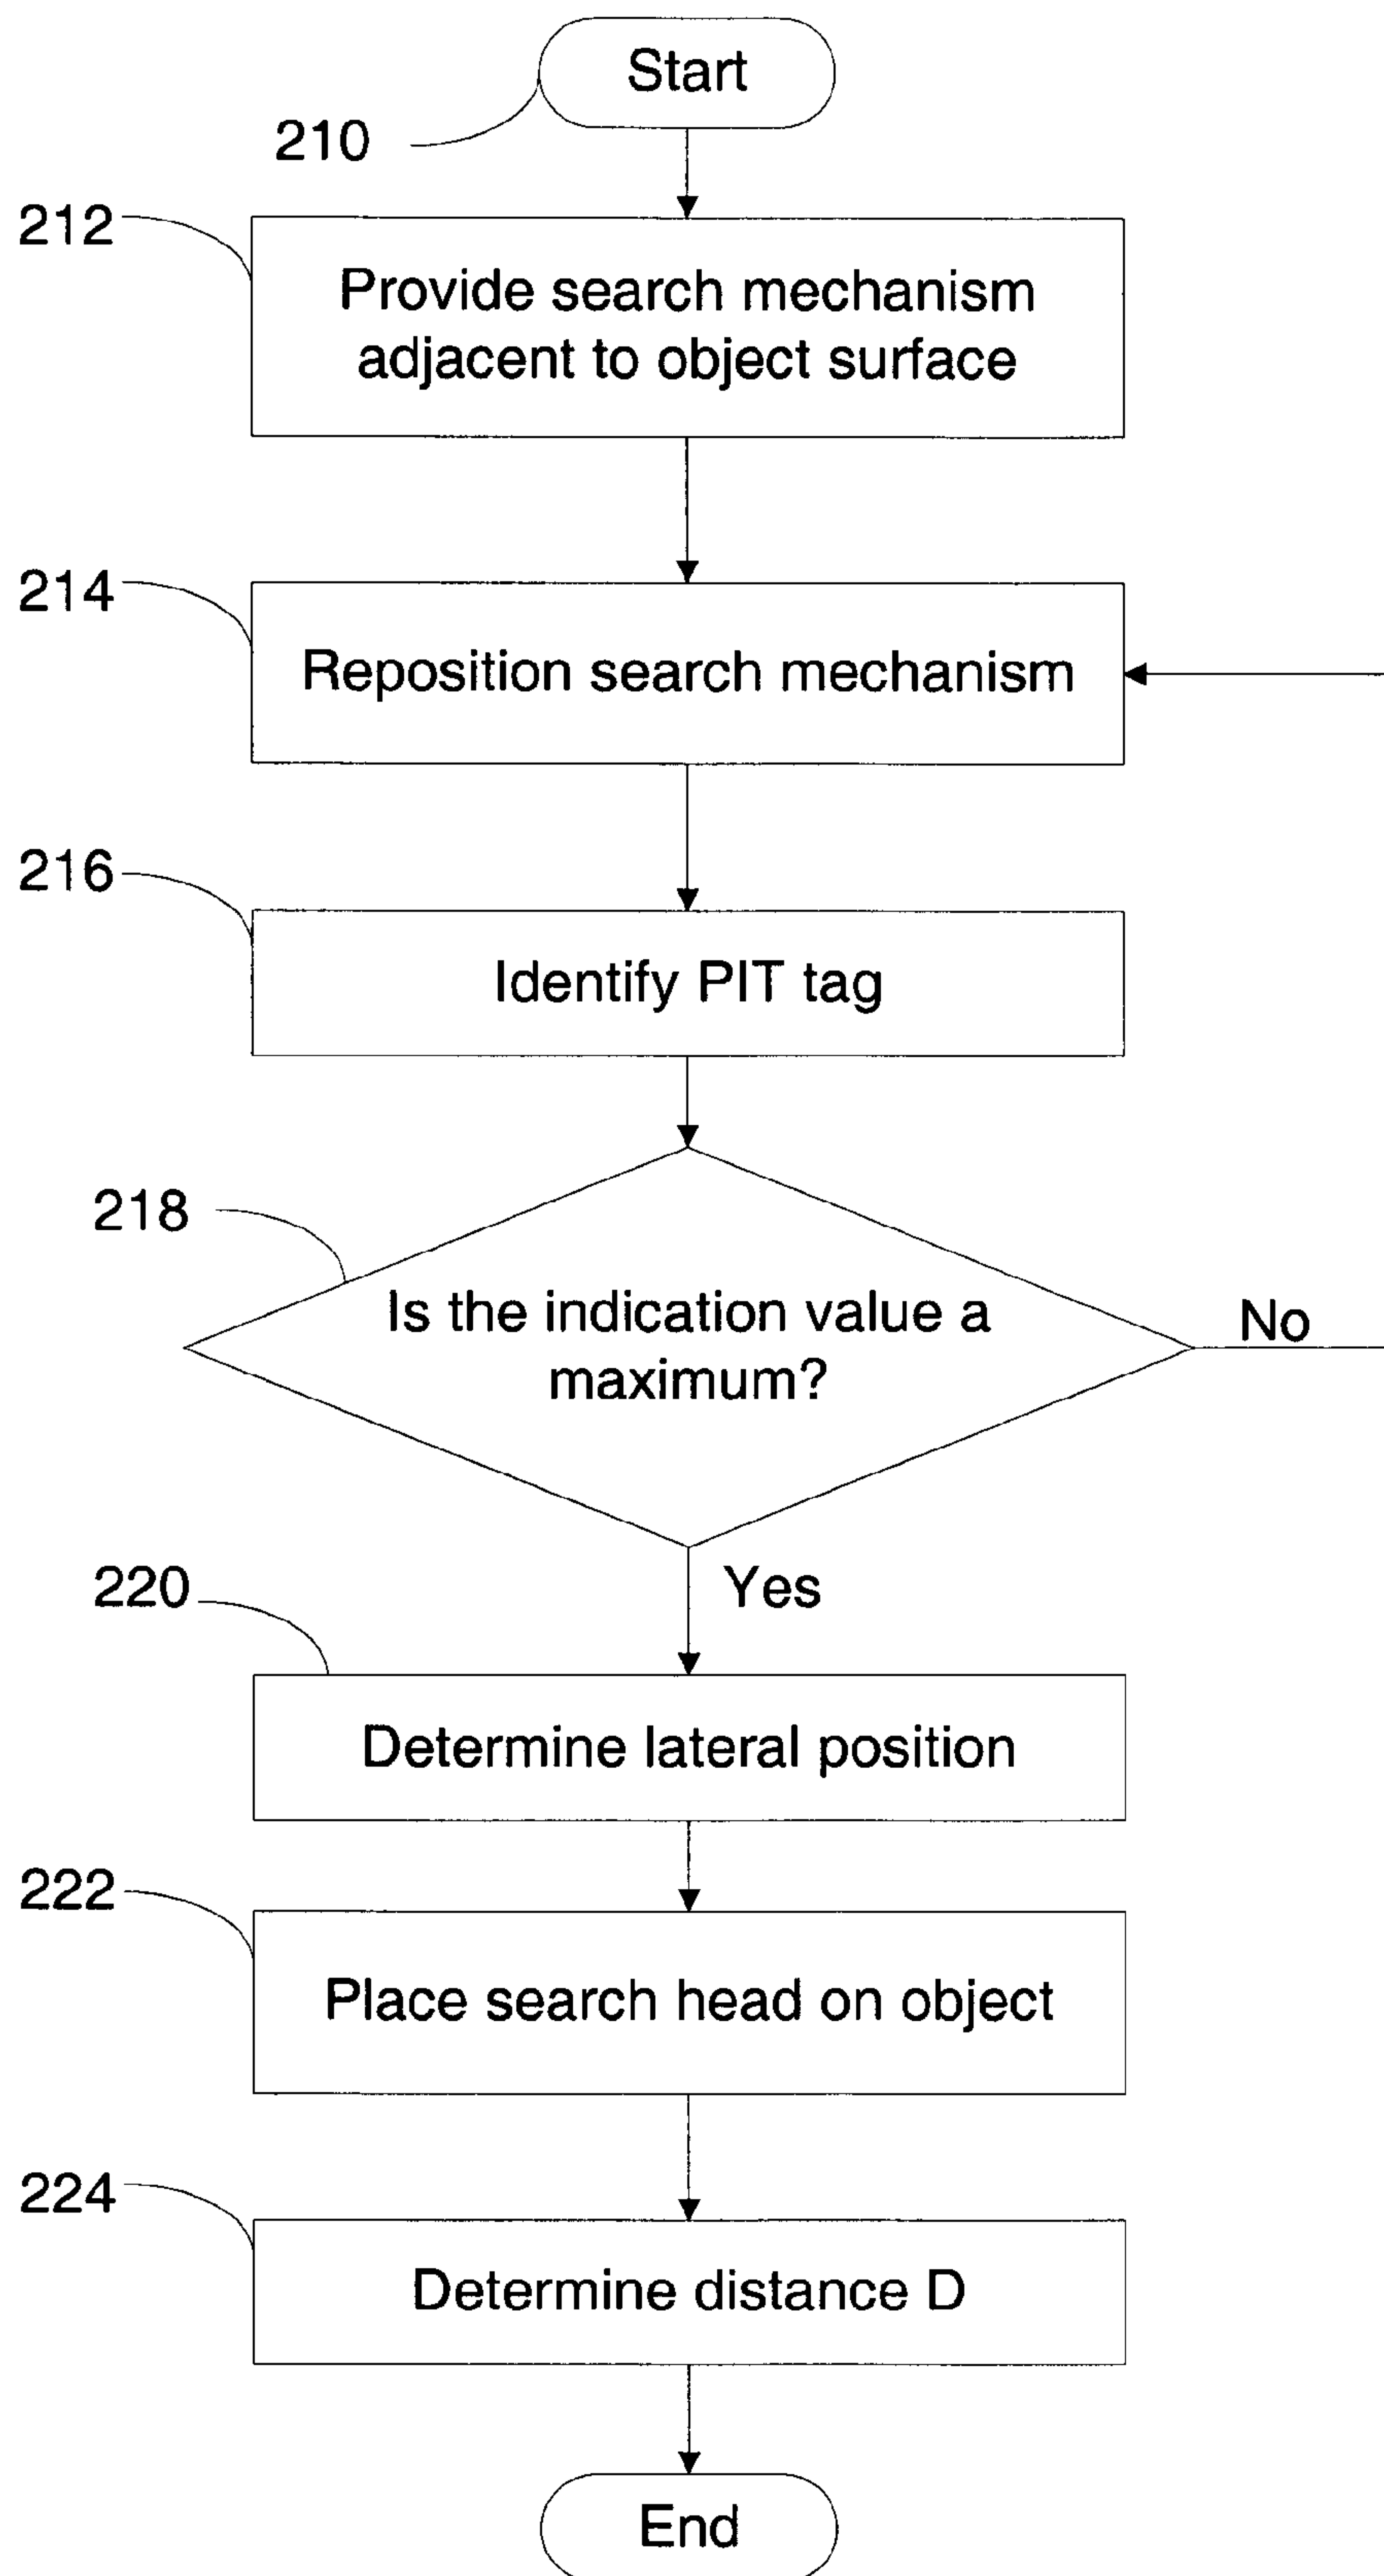 Start
210
212
Provide search mechanism
adjacent to object surface
214
Reposition search mechanism
216
Identify PIT tag
218
Is the indication value a
maximum?
No
Yes
220
Determine lateral position
222
Place search head on object
224
Determine distance D
End